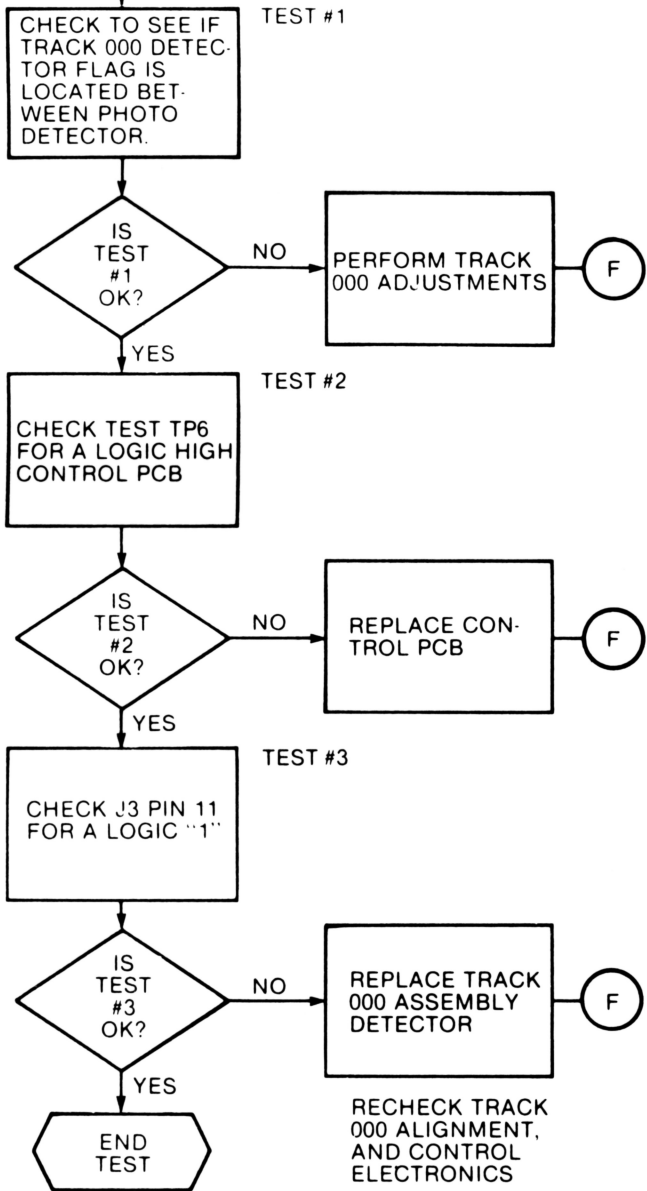 TEST #1
CHECK TO SEE IF
TRACK 000 DETEC-
TOR FLAG IS
LOCATED BET-
WEEN PHOTO
DETECTOR.
IS
TEST
#1
OK?
NO
PERFORM TRACK
000 ADJUSTMENTS
F
YES
TEST #2
CHECK TEST TP6
FOR A LOGIC HIGH
CONTROL PCB
IS
TEST
#2
OK?
NO
REPLACE CON-
TROL PCB
F
YES
TEST #3
CHECK J3 PIN 11
FOR A LOGIC "1"
IS
TEST
#3
OK?
NO
REPLACE TRACK
000 ASSEMBLY
DETECTOR
F
YES
END
TEST
RECHECK TRACK
000 ALIGNMENT,
AND CONTROL
ELECTRONICS